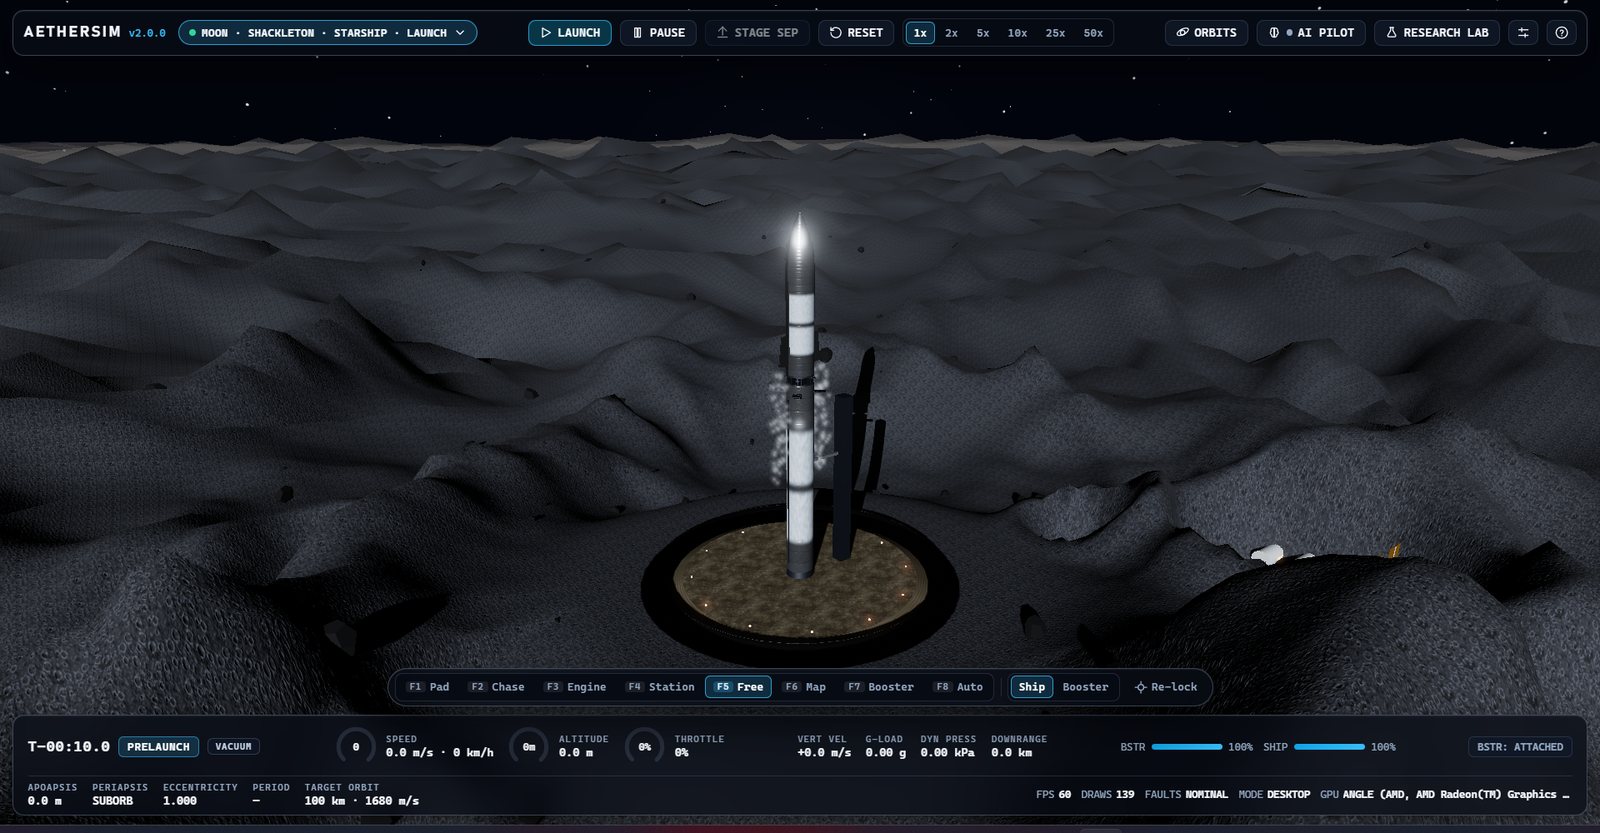 AETHERSIM v2.0.0 MOON · SHACKLETON · STARSHIP · LAUNCH LAUNCH PAUSE STAGE SEP RESET 1x 2x 5x 10x 25x 50x ORBITS AI PILOT RESEARCH LAB
F1 Pad F2 Chase F3 Engine F4 Station F5 Free F6 Map F7 Booster F8 Auto Ship Booster Re-lock
T−00:10.0 PRELAUNCH VACUUM
0 SPEED 0.0 m/s · 0 km/h
0m ALTITUDE 0.0 m
0% THROTTLE 0%
VERT VEL +0.0 m/s
G-LOAD 0.00 g
DYN PRESS 0.00 kPa
DOWNRANGE 0.0 km
BSTR 100% SHIP 100%
BSTR: ATTACHED
APOAPSIS 0.0 m
PERIAPSIS SUBORB
ECCENTRICITY 1.000
PERIOD —
TARGET ORBIT 100 km · 1680 m/s
FPS 60 DRAWS 139 FAULTS NOMINAL MODE DESKTOP GPU ANGLE (AMD, AMD Radeon(TM) Graphics …